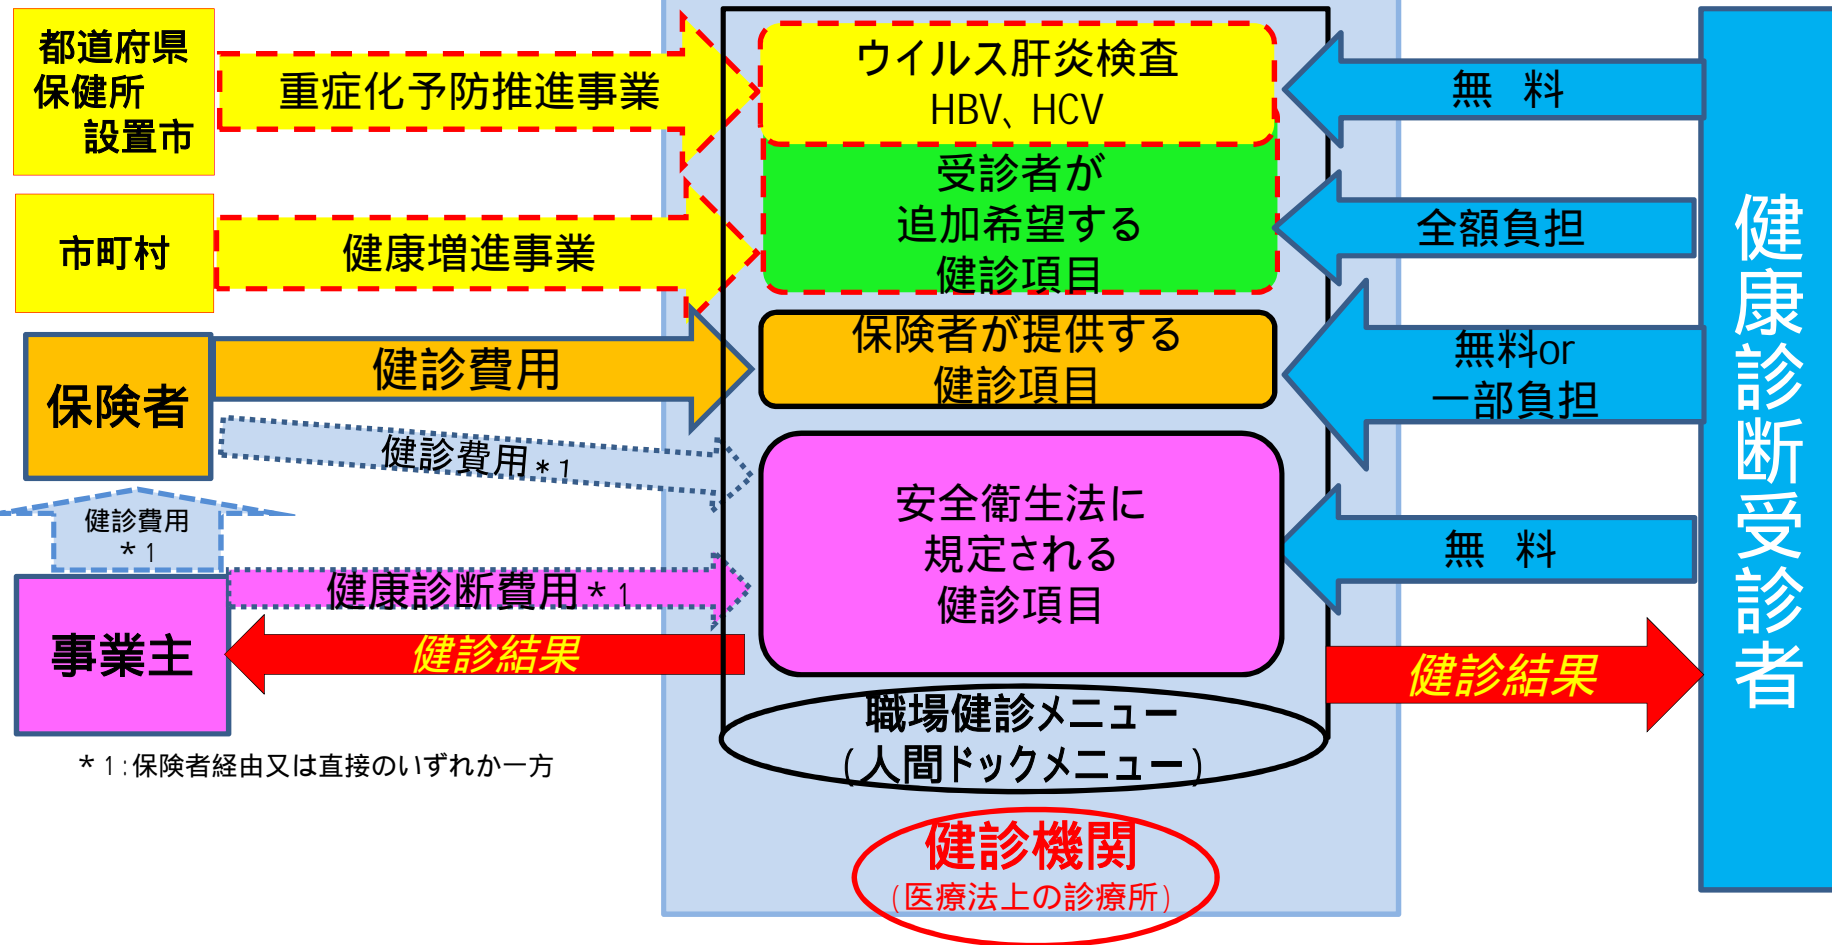 都道府県
保健所
設置市
重症化予防推進事業
ウイルス肝炎検査
HBV、HCV
無 料
市町村
健康増進事業
受診者が
追加希望する
健診項目
全額負担
保険者
健診費用
保険者が提供する
健診項目
無料or
一部負担
健診費用*1
健診費用
*1
安全衛生法に
規定される
健診項目
無 料
事業主
健康診断費用*1
健診結果
健診結果
健康診断受診者
職場健診メニュー
(人間ドックメニュー)
*1:保険者経由又は直接のいずれか一方
健診機関
(医療法上の診療所)